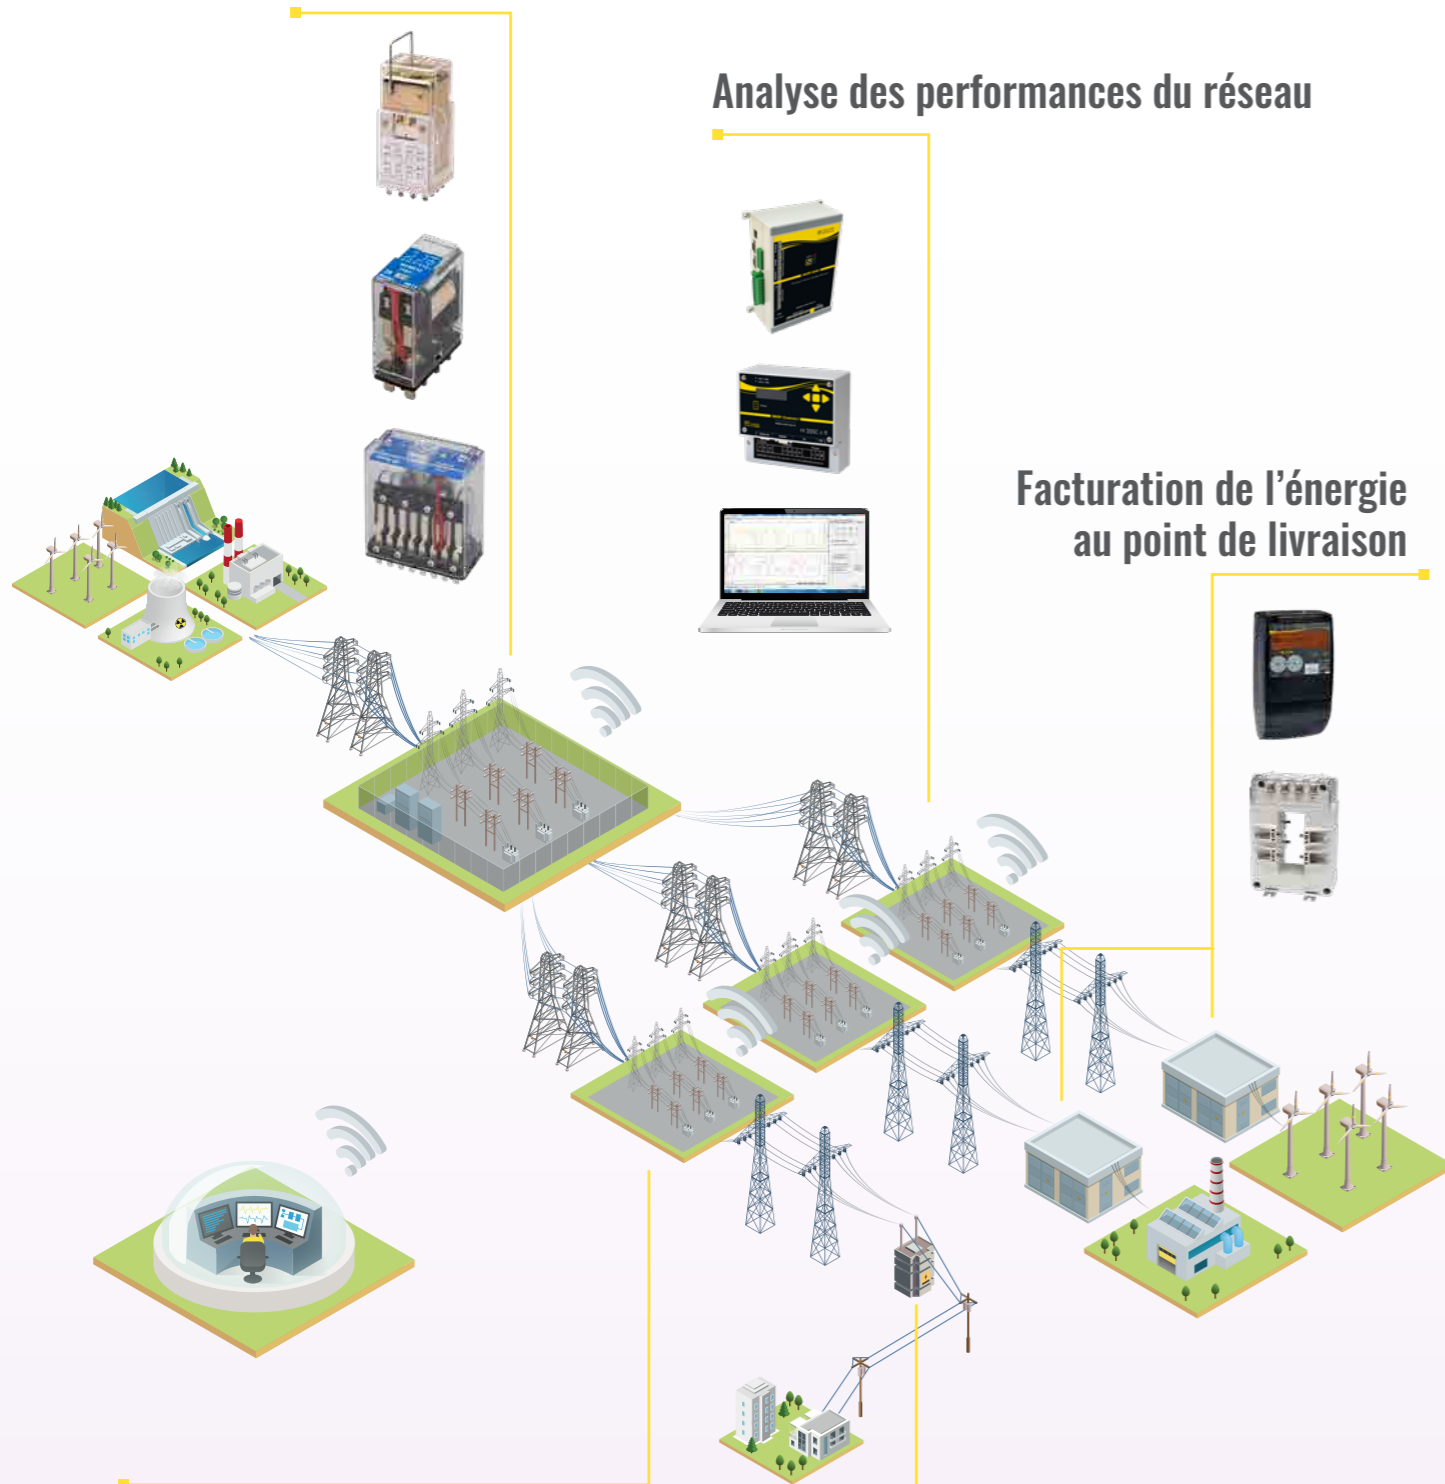 Analyse des performances du réseau
Facturation de l’énergie
au point de livraison